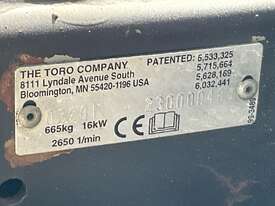 THE TORO COMPANY
8111 Lyndale Avenue South
Bloomington, MN 55420-1196 USA
PATENTED: 5,533,325
5,715,664
5,628,169
6,032,441
665kg 16kW
2650 1/min
CE